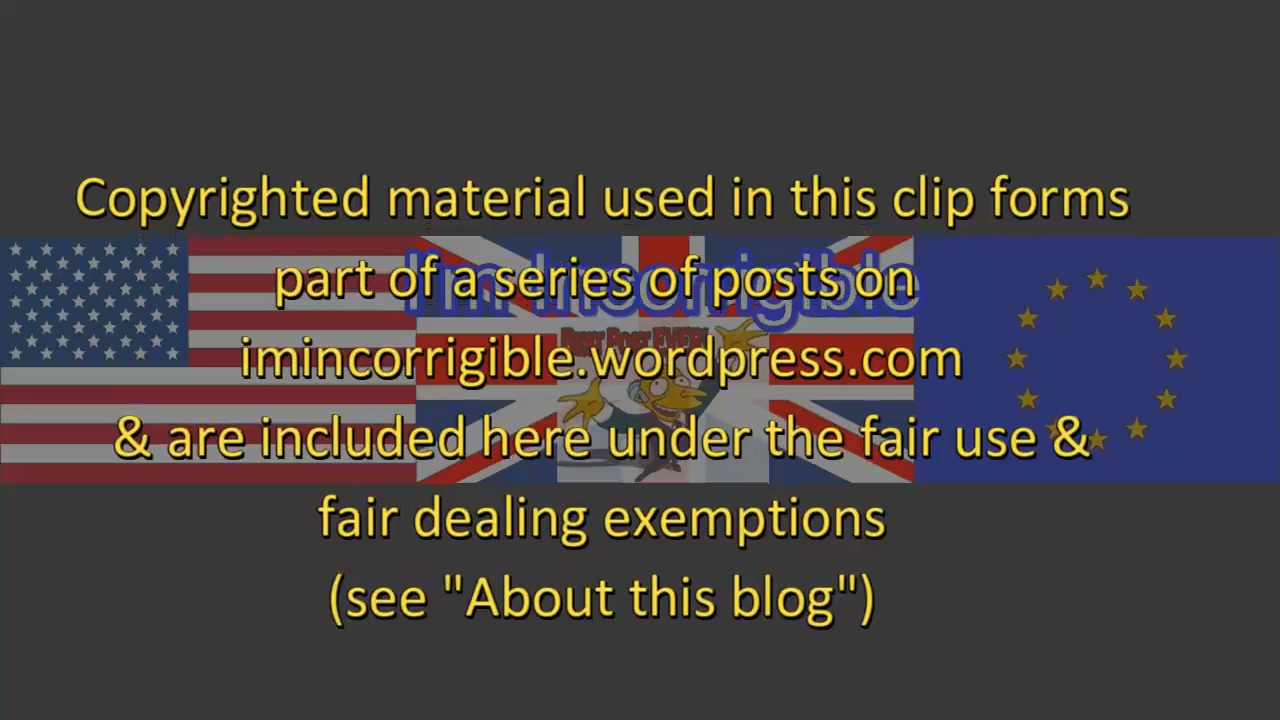 Copyrighted material used in this clip forms
part of a series of posts on
I'm Incorrigible
imincorrigible.wordpress.com
& are included here under the fair use &
fair dealing exemptions
(see "About this blog")